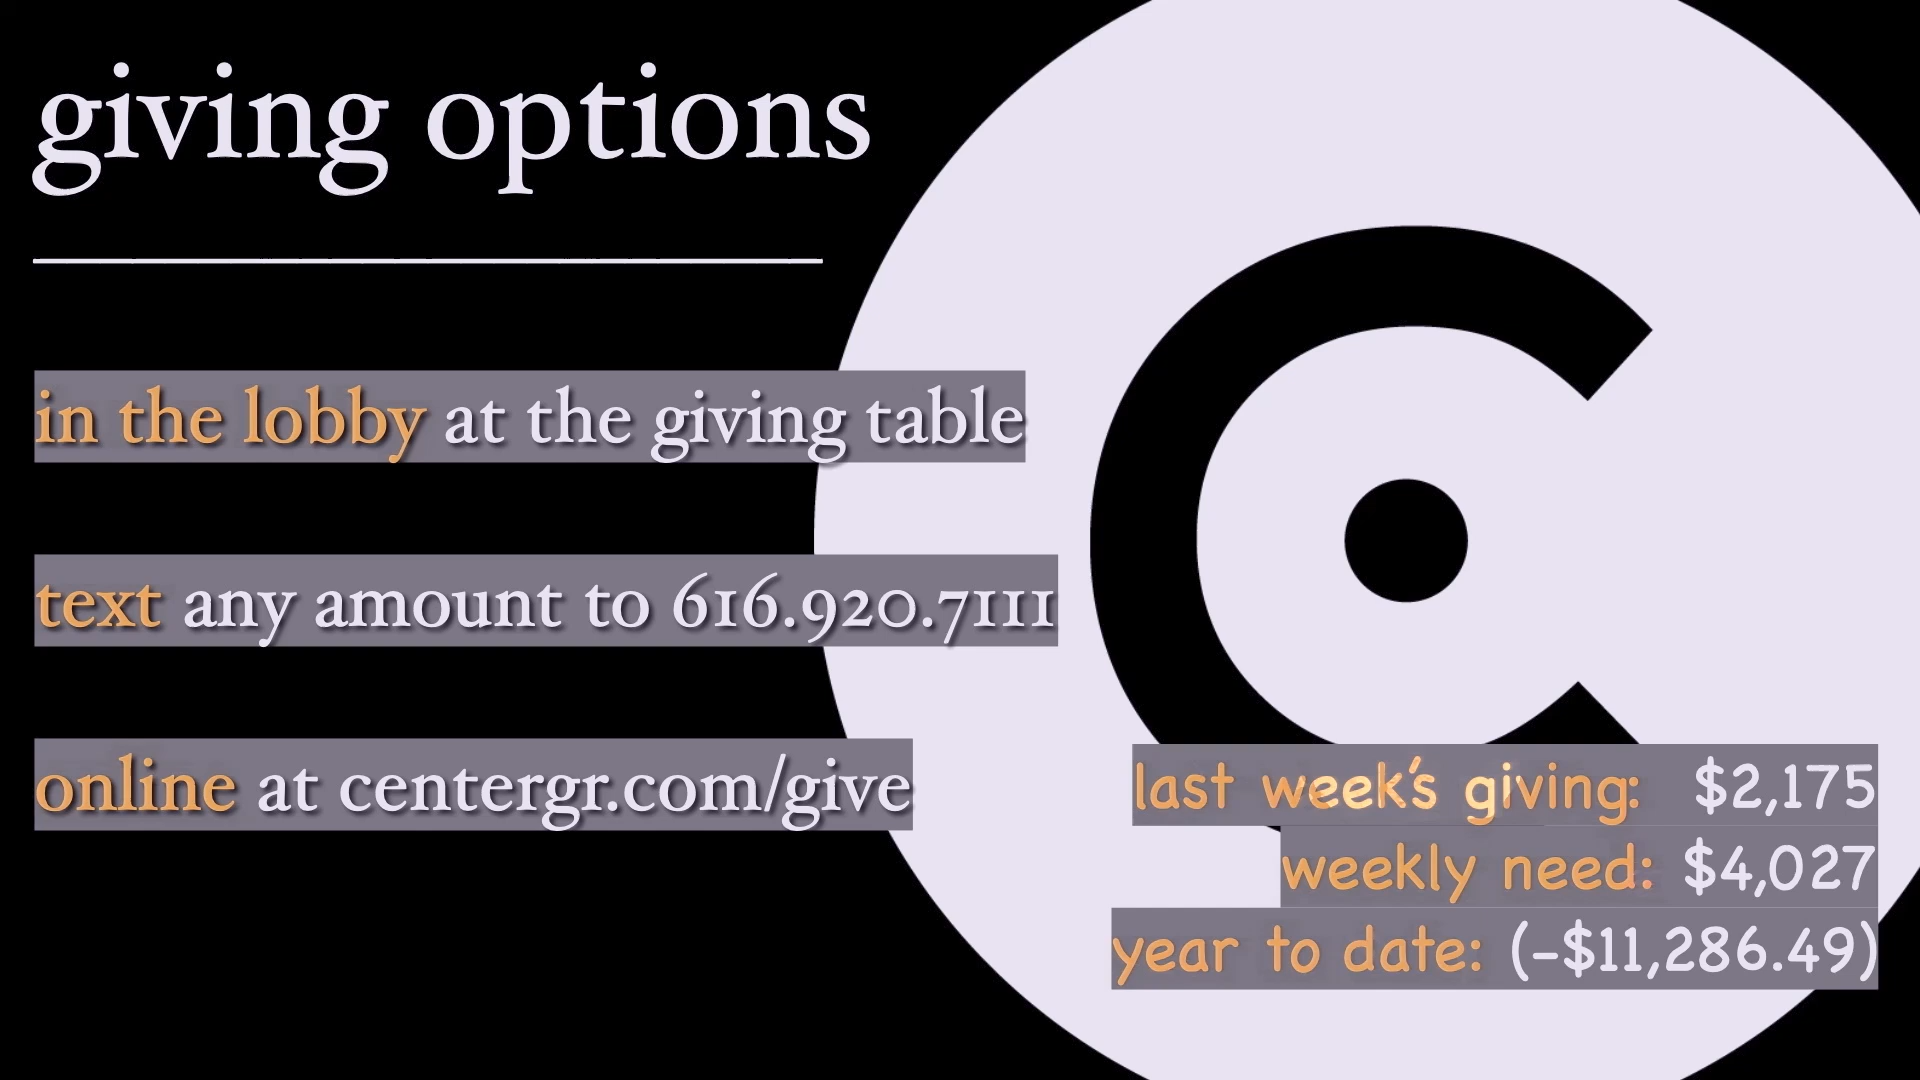 giving options
in the lobby at the giving table
text any amount to 616.920.7111
online at centergr.com/give
last week's giving: $2,175
weekly need: $4,027
year to date: (-$11,286.49)